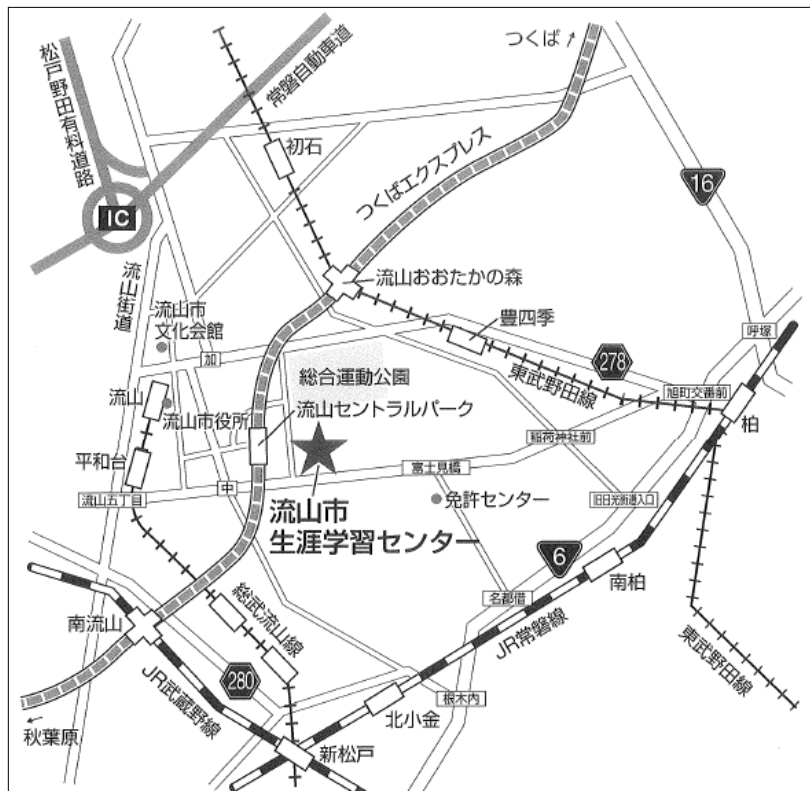 つくば
松戸野田有料道路
常磐自動車道
初石
つくばエクスプレス
16
IC
流山おおたかの森
流山街道
流山市
文化会館
豊四季
呼塚
加
278
総合運動公園
東武野田線
旭町交番前
流山
流山市役所
流山セントラルパーク
柏
稲荷神社前
平和台
富士見橋
流山五丁目
中
免許センター
旧日光街道入口
流山市
生涯学習センター
6
南柏
名都借
総武流山線
南流山
JR常磐線
東武野田線
280
JR武蔵野線
根木内
北小金
秋葉原
新松戸